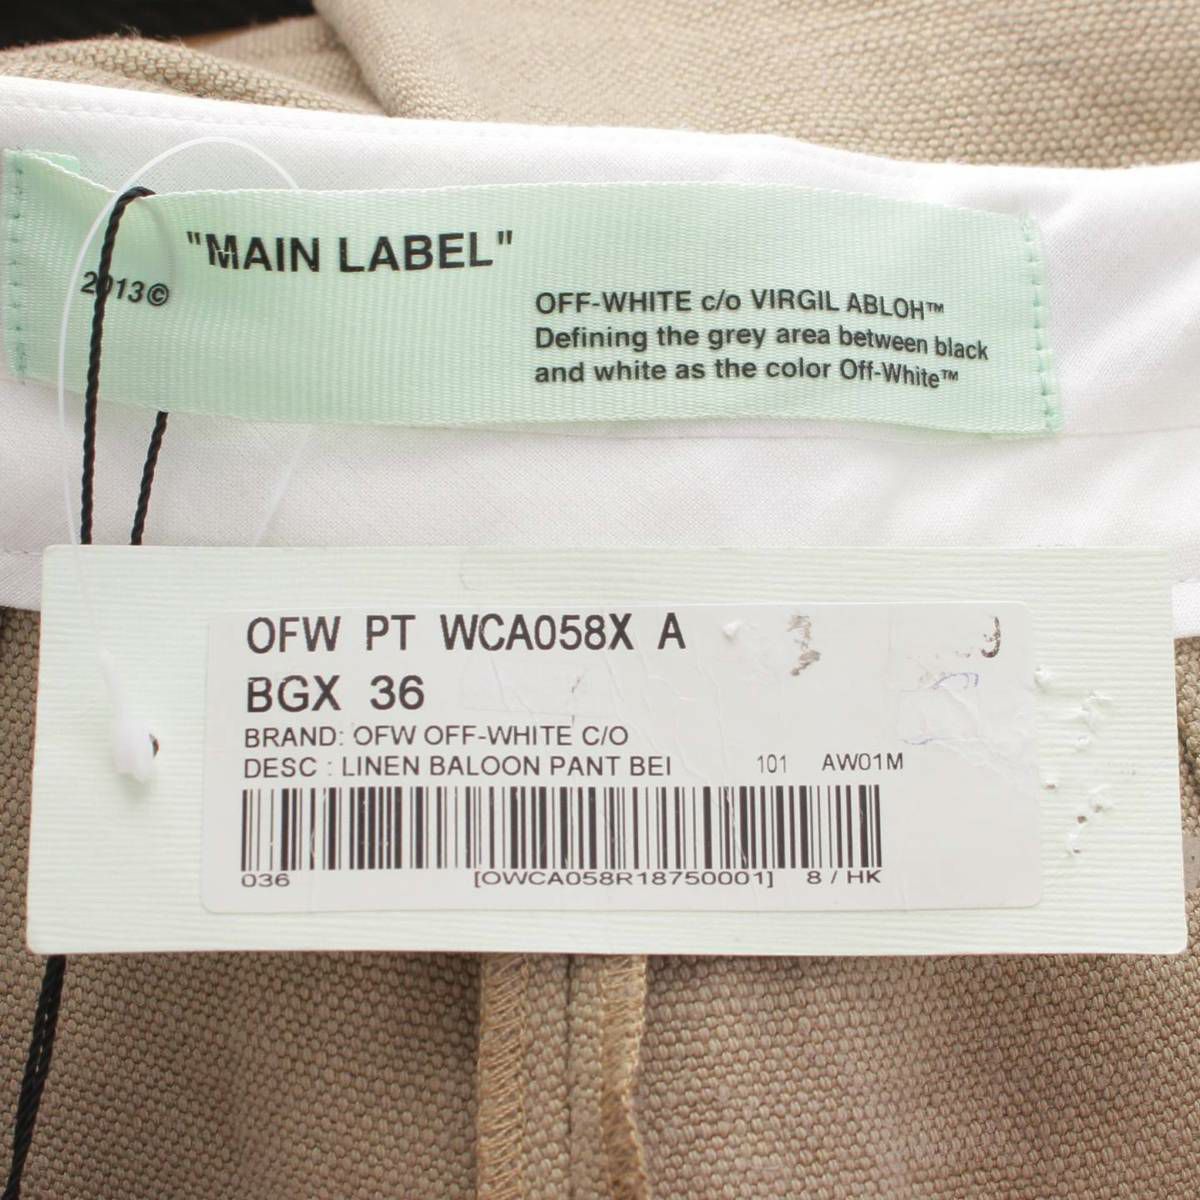 "MAIN LABEL"
2013©
OFF-WHITE c/o VIRGIL ABLOH™
Defining the grey area between black
and white as the color Off-White™
OFW PT WCA058X A
BGX 36
BRAND: OFW OFF-WHITE C/O
DESC : LINEN BALOON PANT BEI 101 AW01M
036 [OWCA058R18750001] 8 / HK